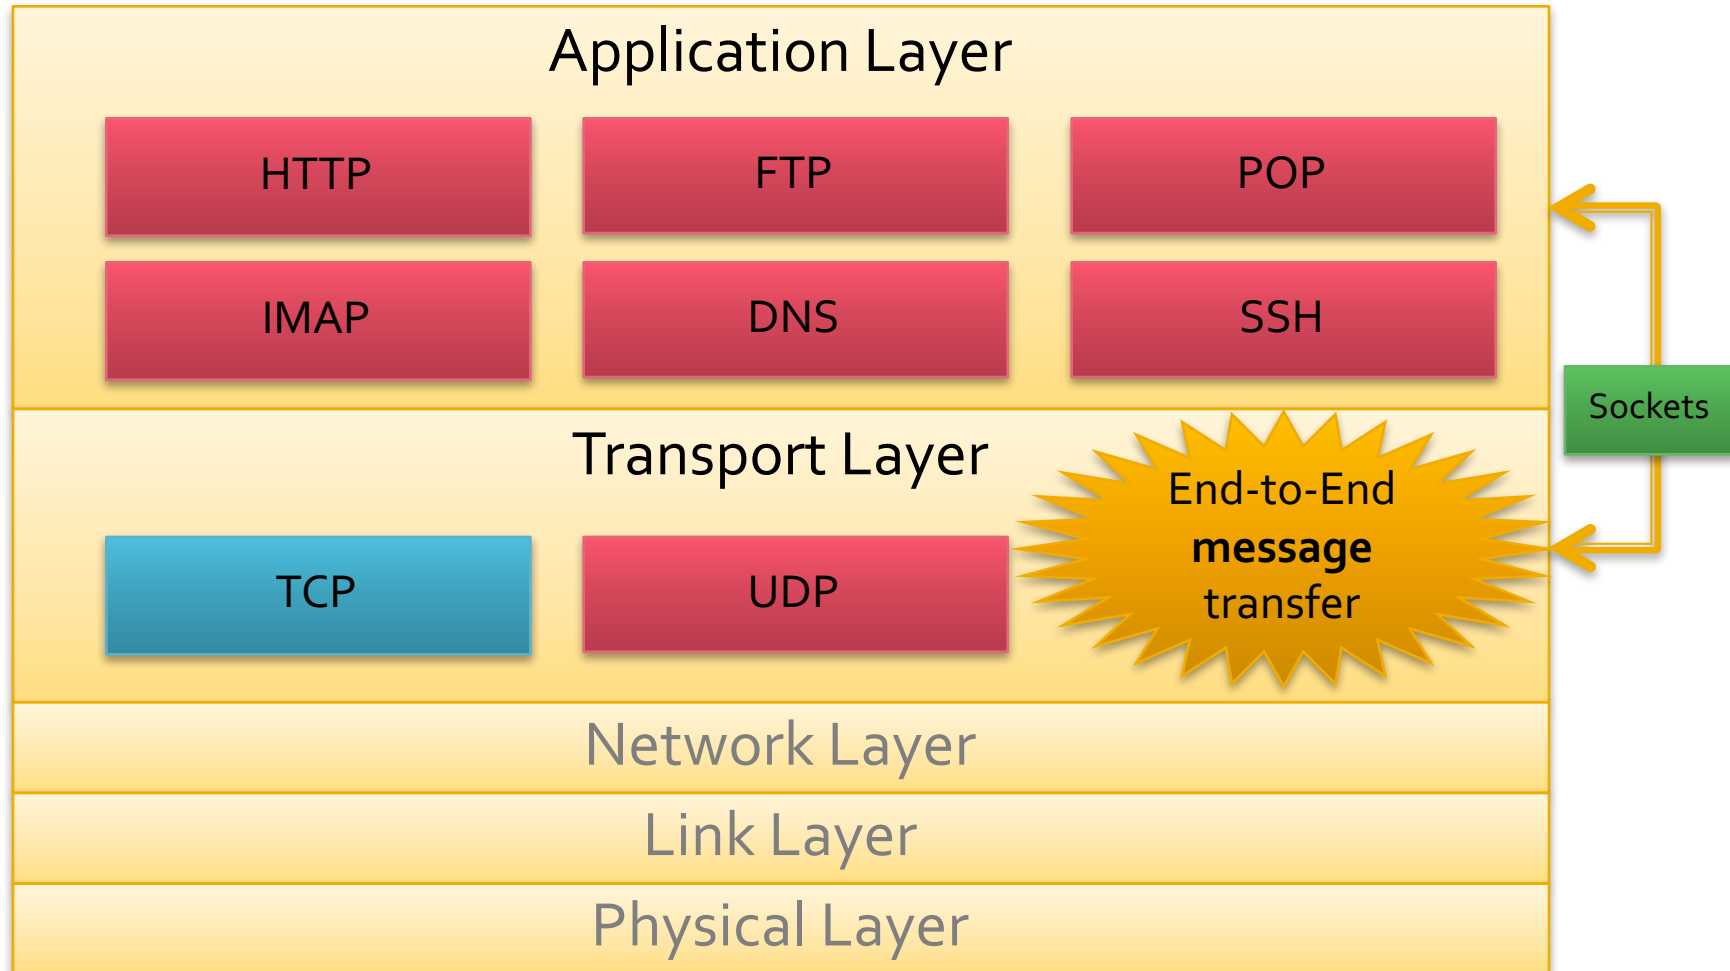 Application Layer
HTTP
FTP
POP
IMAP
DNS
SSH
Sockets
Transport Layer
End-to-End
message
transfer
TCP
UDP
Network Layer
Link Layer
Physical Layer